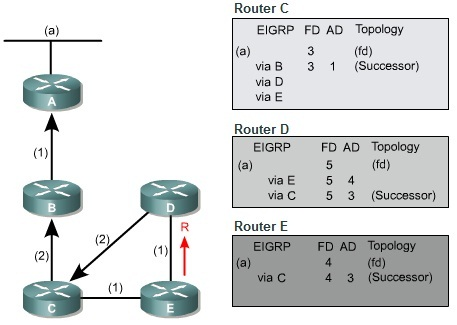 Router C
EIGRP FD AD Topology
(a) 3 (fd)
via B 3 1 (Successor)
via D
via E
Router D
EIGRP FD AD Topology
(a) 5 (fd)
via E 5 4
via C 5 3 (Successor)
Router E
EIGRP FD AD Topology
(a) 4 (fd)
via C 4 3 (Successor)
(a)
A
(1)
B
D
R
(2)
(2)
(1)
(1)
C
E